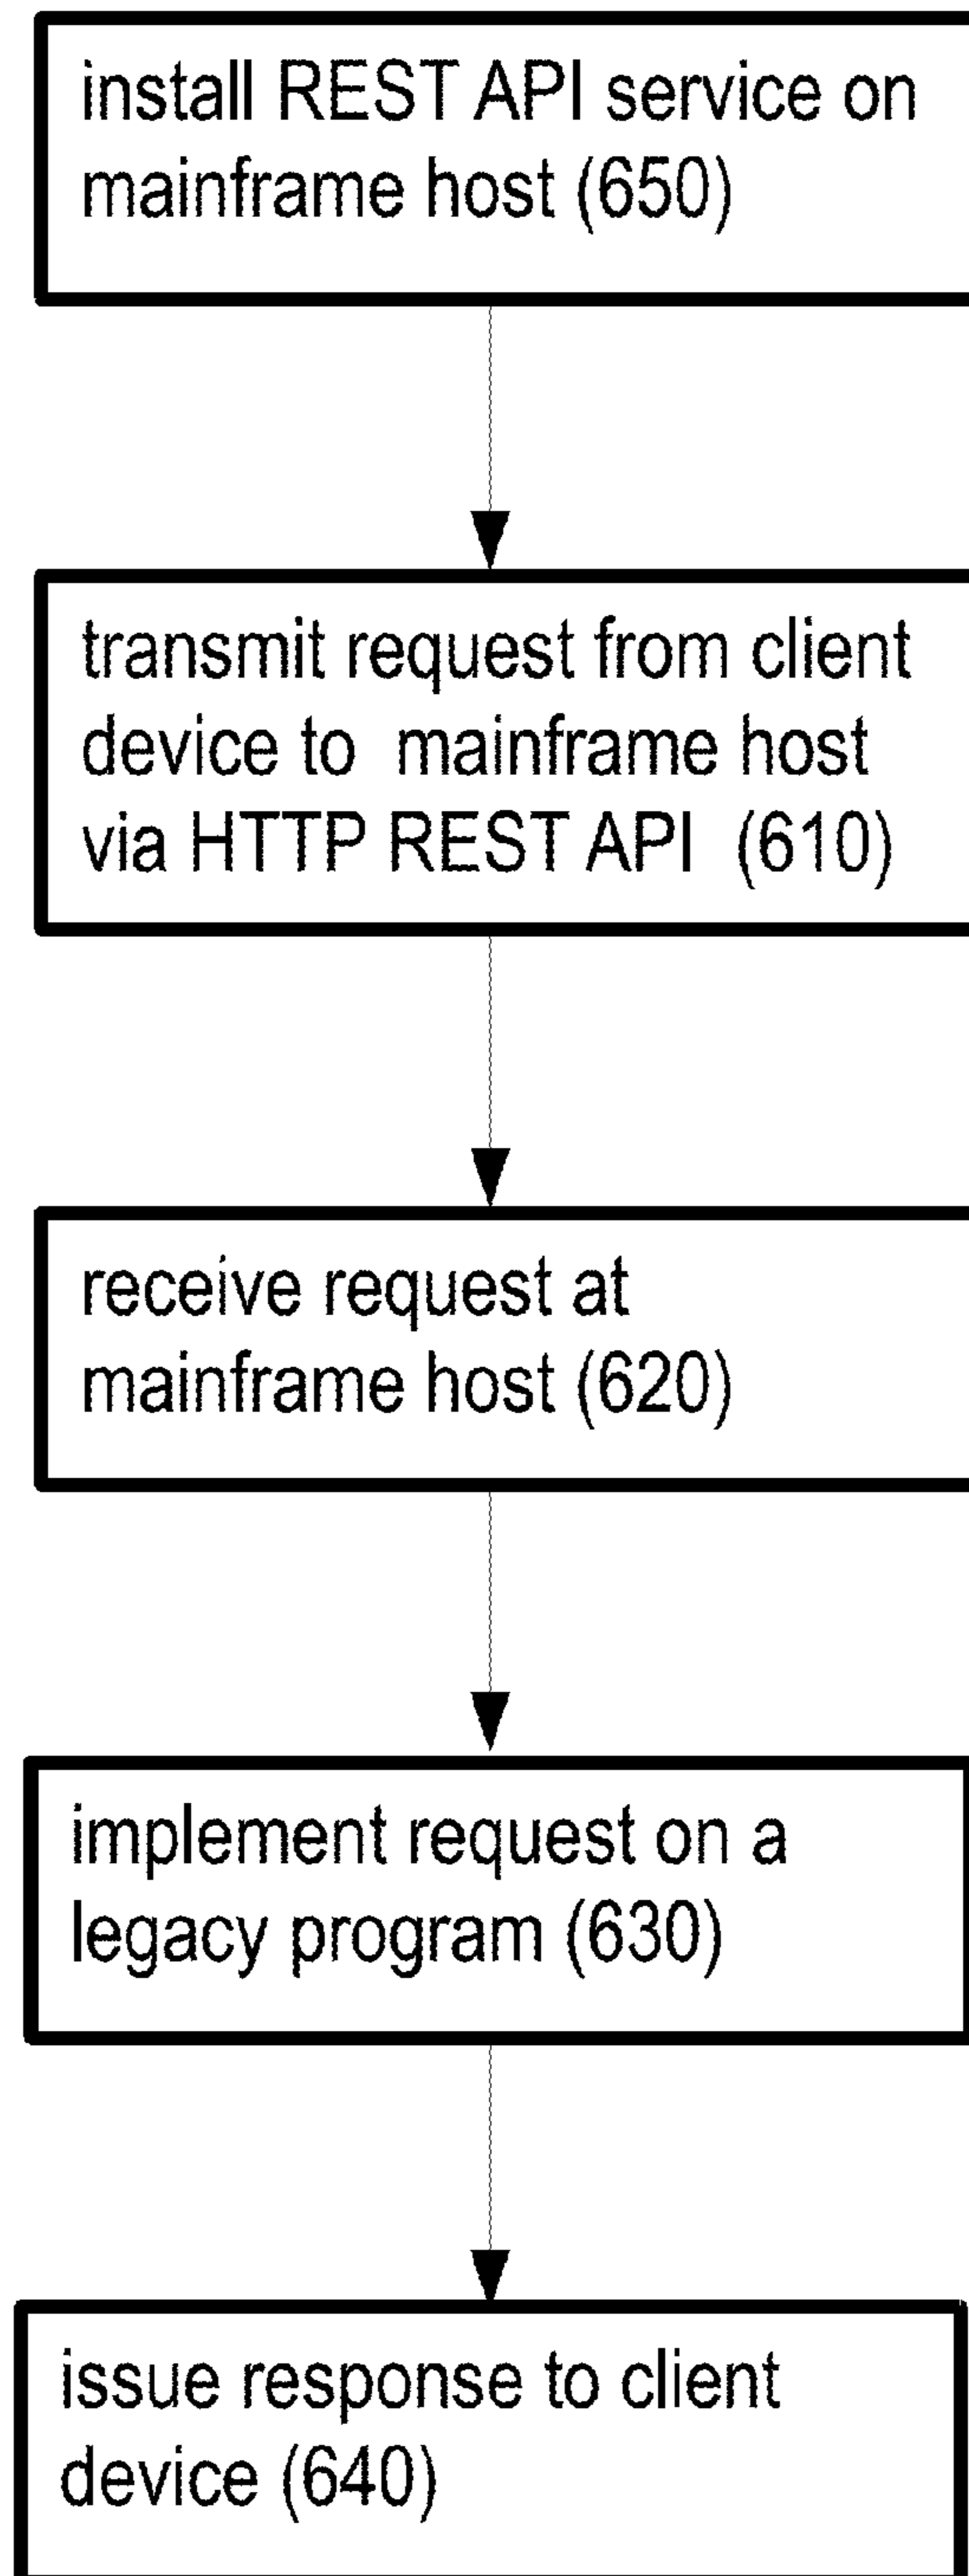 install REST API service on
mainframe host (650)
transmit request from client
device to mainframe host
via HTTP REST API (610)
receive request at
mainframe host (620)
implement request on a
legacy program (630)
issue response to client
device (640)